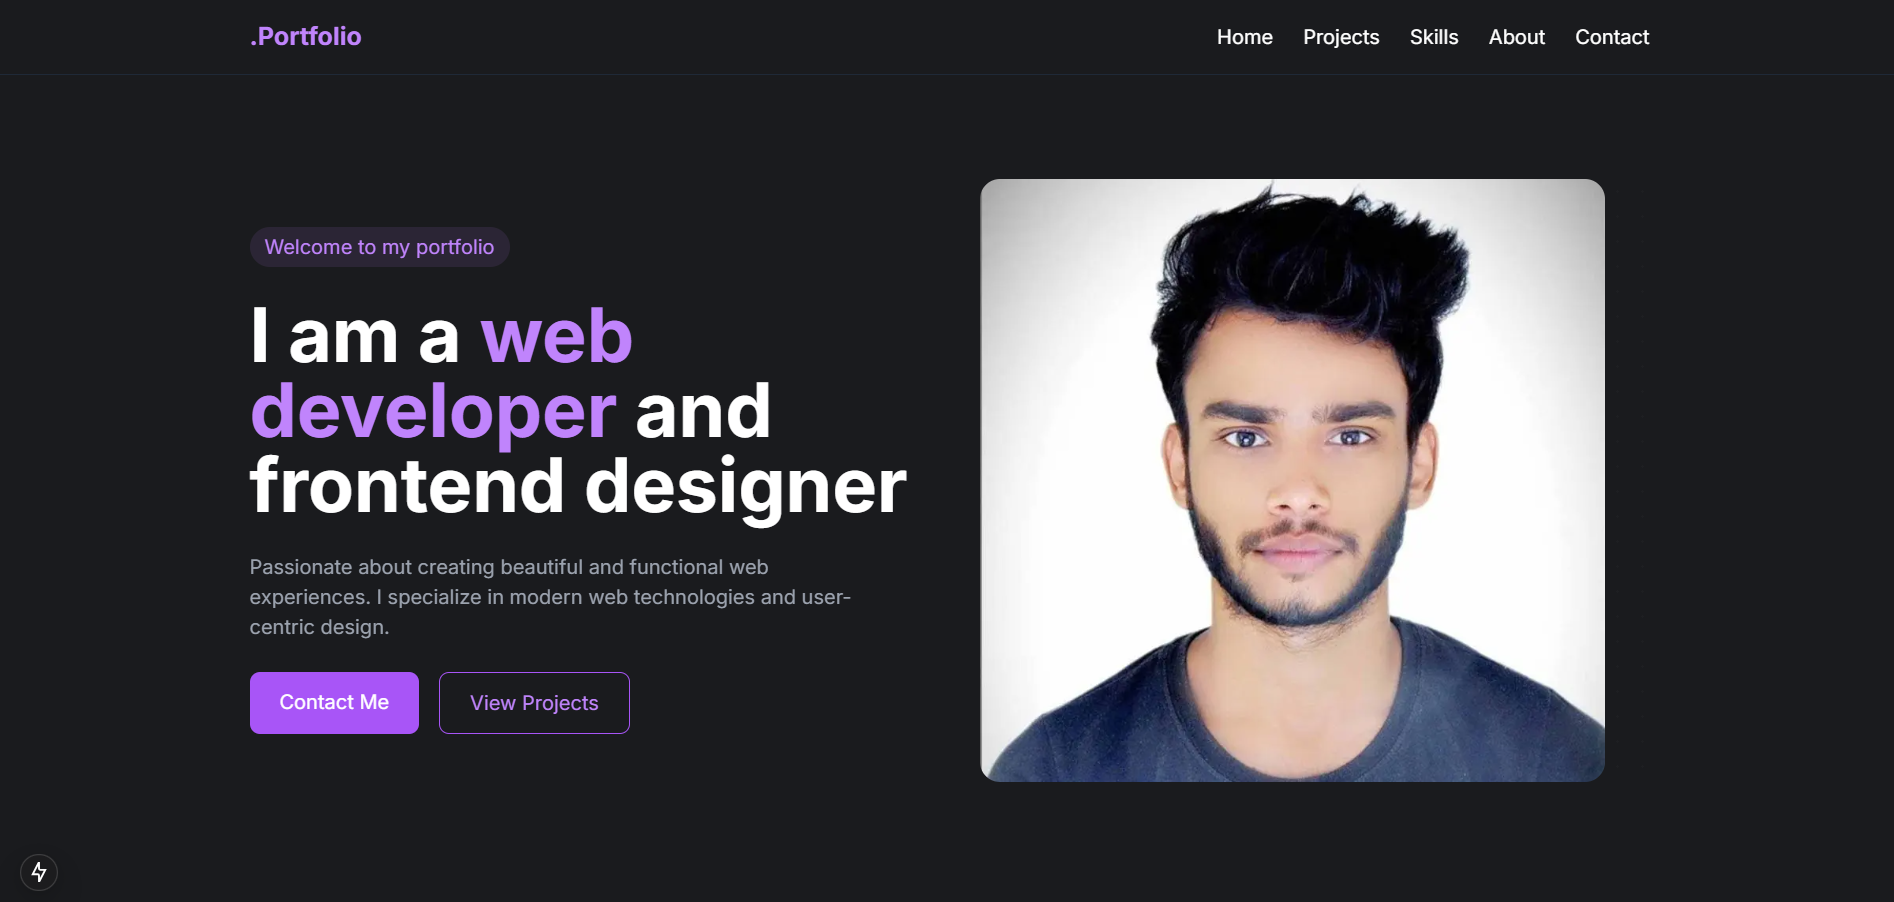 .Portfolio
Home Projects Skills About Contact
Welcome to my portfolio
I am a web
developer and
frontend designer
Passionate about creating beautiful and functional web
experiences. I specialize in modern web technologies and user-
centric design.
Contact Me
View Projects